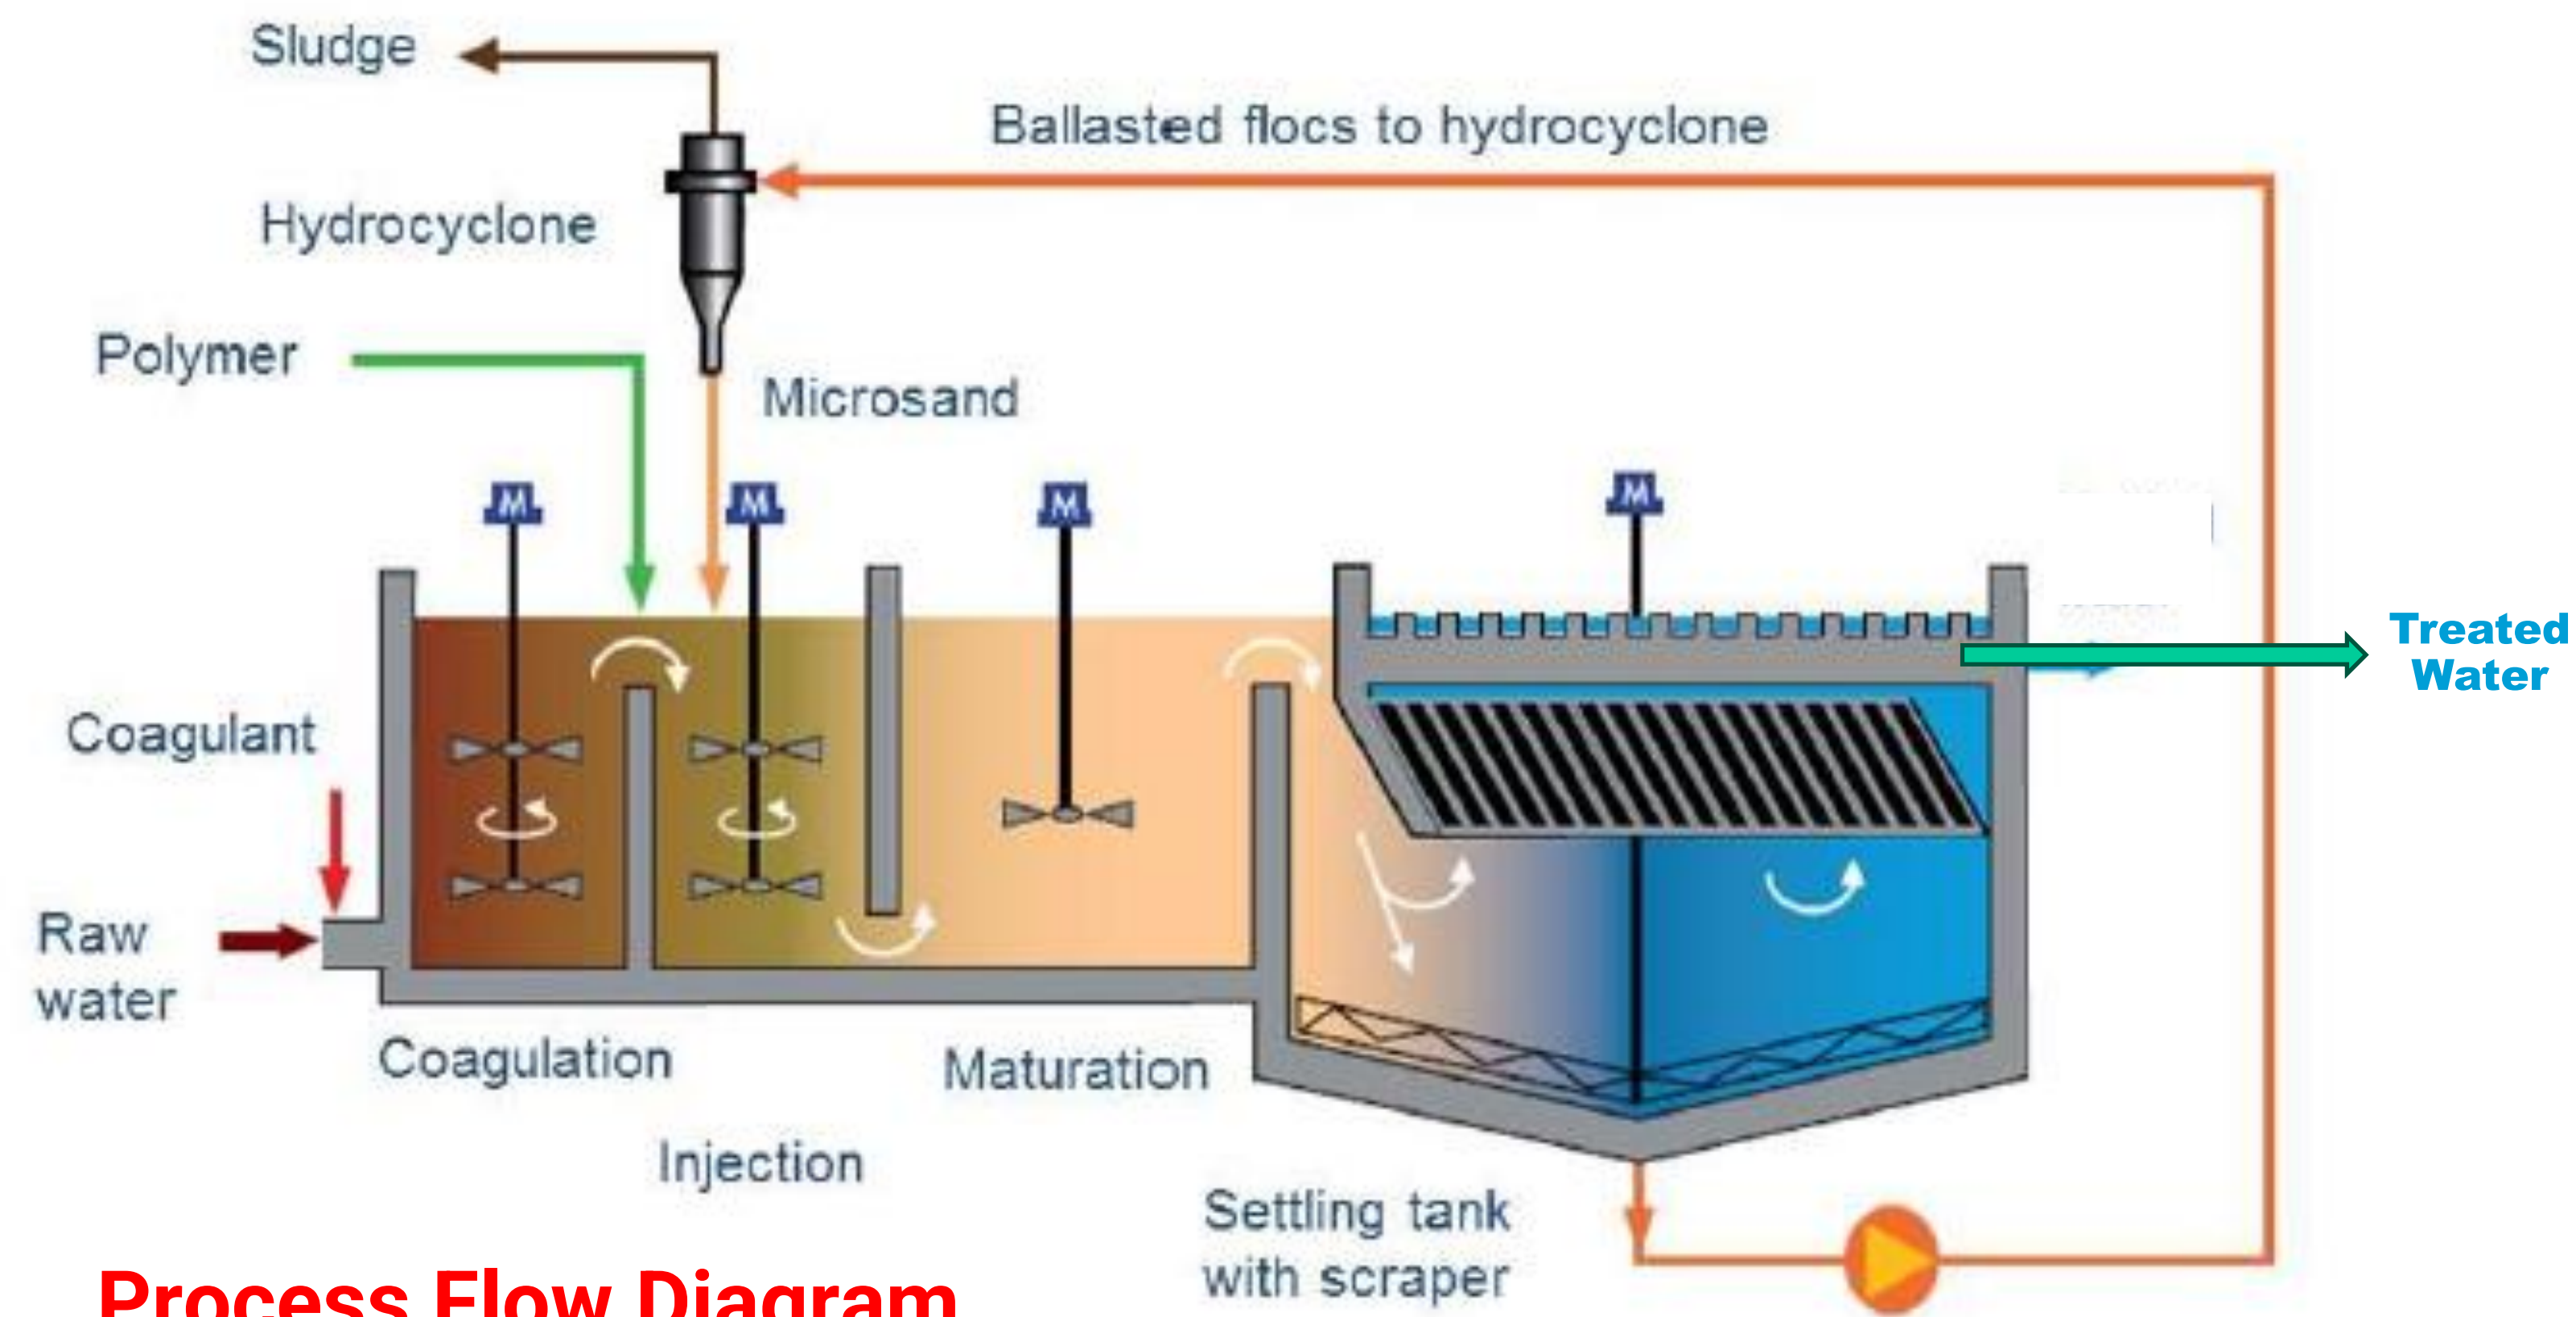 Sludge
Ballasted flocs to hydrocyclone
Hydrocyclone
Polymer
Microsand
M
M
M
M
Treated
Water
Coagulant
Raw
water
Coagulation
Maturation
Injection
Settling tank
with scraper
Process Flow Diagram